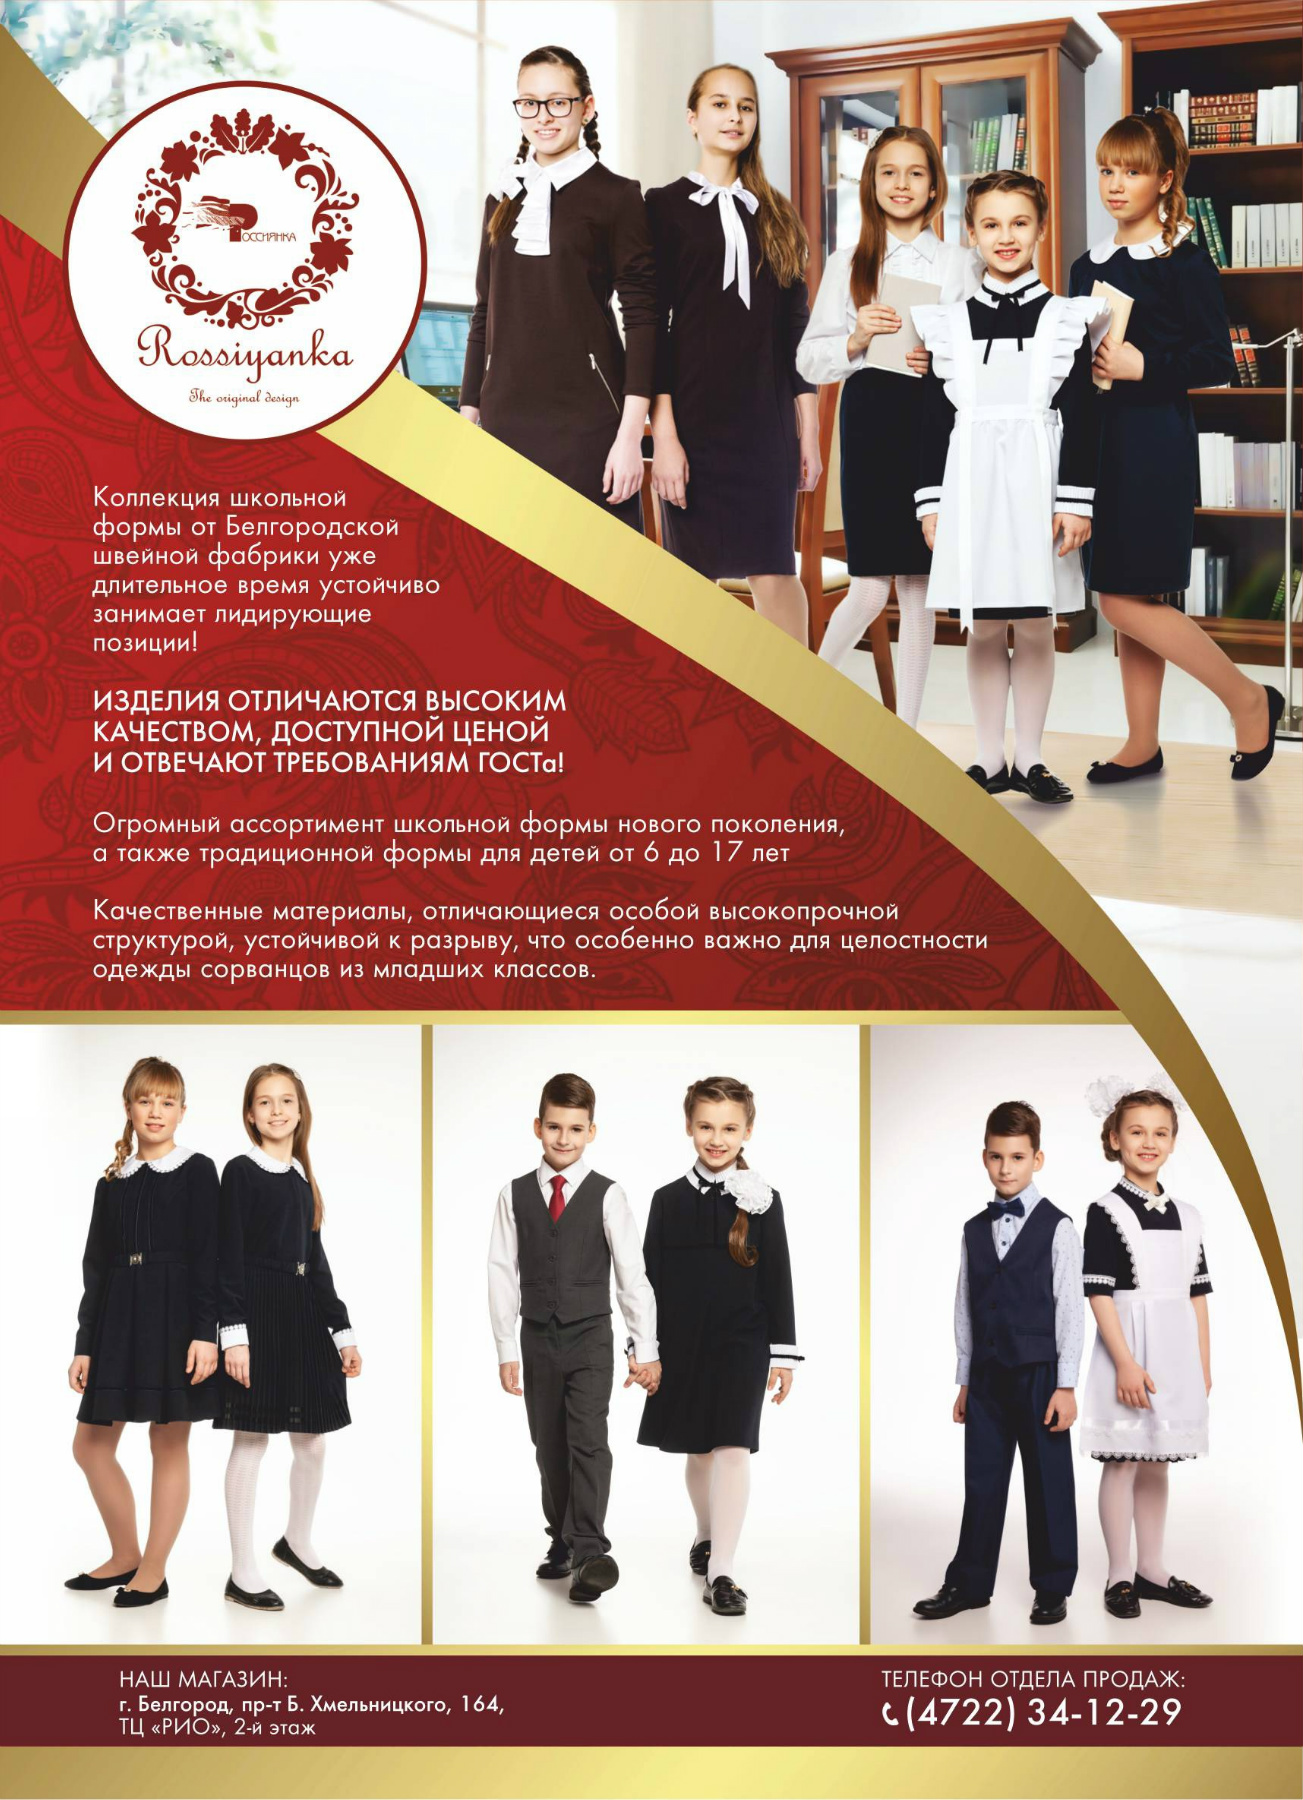 РОССИЯНКА
Rossiyanka
The original design
Коллекция школьной
формы от Белгородской
швейной фабрики уже
длительное время устойчиво
занимает лидирующие
позиции!
ИЗДЕЛИЯ ОТЛИЧАЮТСЯ ВЫСОКИМ
КАЧЕСТВОМ, ДОСТУПНОЙ ЦЕНОЙ
И ОТВЕЧАЮТ ТРЕБОВАНИЯМ ГОСТа!
Огромный ассортимент школьной формы нового поколения,
а также традиционной формы для детей от 6 до 17 лет
Качественные материалы, отличающиеся особой высокопрочной
структурой, устойчивой к разрыву, что особенно важно для целостности
одежды сорванцов из младших классов.
НАШ МАГАЗИН:
г. Белгород, пр-т Б. Хмельницкого, 164,
ТЦ «РИО», 2-й этаж
ТЕЛЕФОН ОТДЕЛА ПРОДАЖ:
(4722) 34-12-29